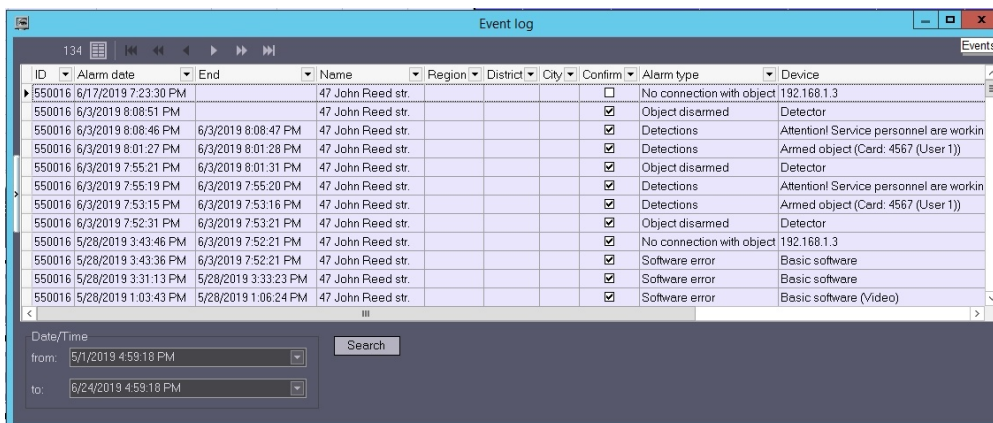 Event log
134
Events
ID Alarm date End Name Region District City Confirm Alarm type Device
550016 6/17/2019 7:23:30 PM 47 John Reed str. No connection with object 192.168.1.3
550016 6/3/2019 8:08:51 PM 47 John Reed str. Object disarmed Detector
550016 6/3/2019 8:08:46 PM 6/3/2019 8:08:47 PM 47 John Reed str. Detections Attention! Service personnel are workin
550016 6/3/2019 8:01:27 PM 6/3/2019 8:01:28 PM 47 John Reed str. Detections Armed object (Card: 4567 (User 1))
550016 6/3/2019 7:55:21 PM 6/3/2019 8:01:31 PM 47 John Reed str. Object disarmed Detector
550016 6/3/2019 7:55:19 PM 6/3/2019 7:55:20 PM 47 John Reed str. Detections Attention! Service personnel are workin
550016 6/3/2019 7:53:15 PM 6/3/2019 7:53:16 PM 47 John Reed str. Detections Armed object (Card: 4567 (User 1))
550016 6/3/2019 7:52:31 PM 6/3/2019 7:53:21 PM 47 John Reed str. Object disarmed Detector
550016 5/28/2019 3:43:46 PM 6/3/2019 7:52:21 PM 47 John Reed str. No connection with object 192.168.1.3
550016 5/28/2019 3:43:36 PM 6/3/2019 7:52:21 PM 47 John Reed str. Software error Basic software
550016 5/28/2019 3:31:13 PM 5/28/2019 3:33:23 PM 47 John Reed str. Software error Basic software
550016 5/28/2019 1:03:43 PM 5/28/2019 1:06:24 PM 47 John Reed str. Software error Basic software (Video)
Date/Time
from: 5/1/2019 4:59:18 PM
Search
to: 6/24/2019 4:59:18 PM